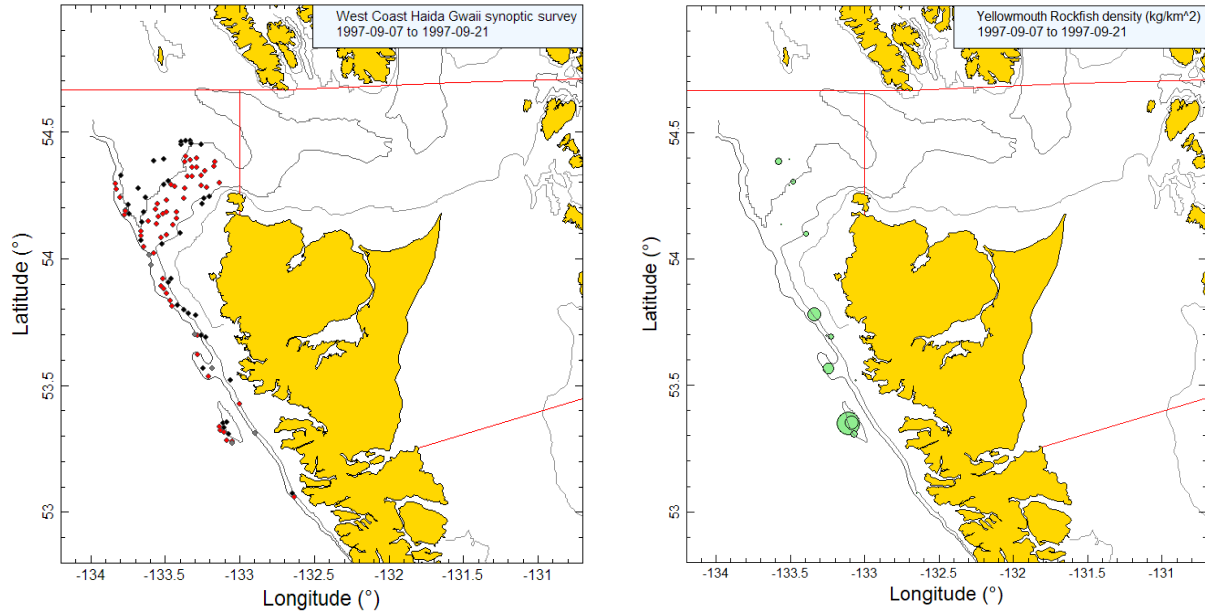 West Coast Haida Gwaii synoptic survey
1997-09-07 to 1997-09-21
54.5
54
53.5
53
Latitude (°)
-134
-133.5
-133
-132.5
-132
-131.5
-131
Longitude (°)
Yellowmouth Rockfish density (kg/km^2)
1997-09-07 to 1997-09-21
54.5
54
53.5
53
Latitude (°)
-134
-133.5
-133
-132.5
-132
-131.5
-131
Longitude (°)